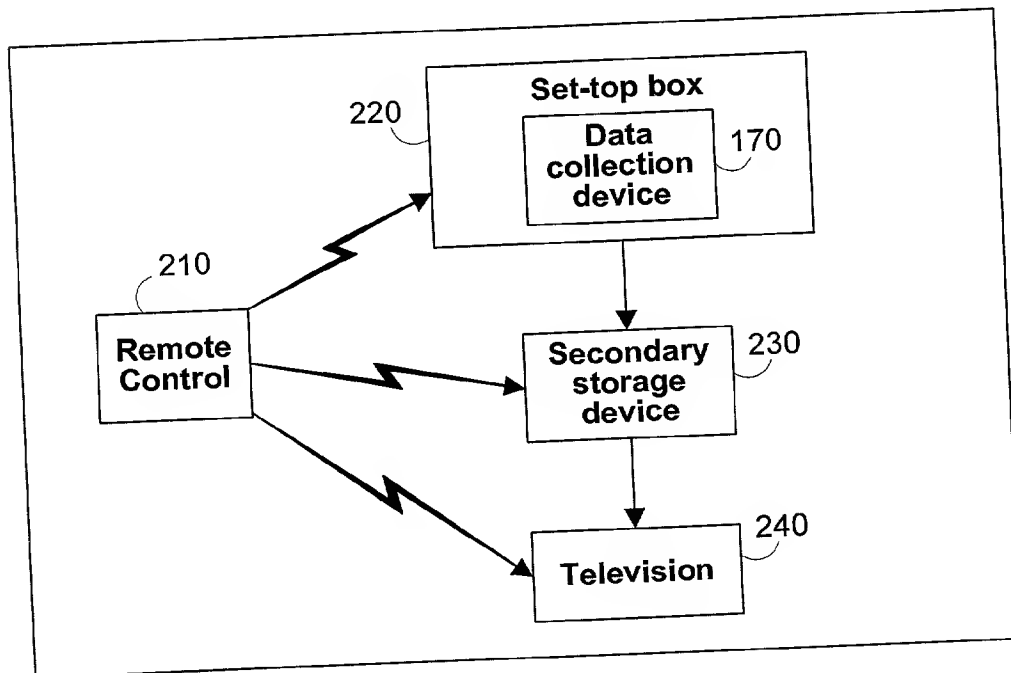 Set-top box
220
Data
collection
device
170
210
Remote
Control
Secondary
storage
device
230
Television
240